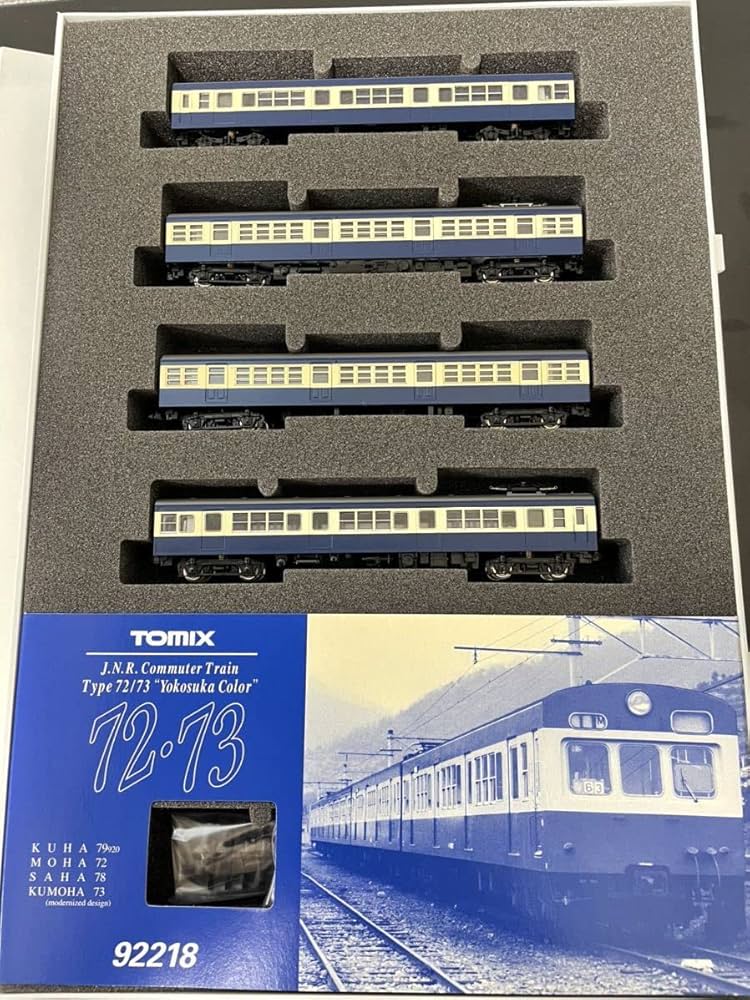 TOMIX
J.N.R. Commuter Train
Type 72/73 "Yokosuka Color"
72·73
KUHA 79920
MOHA 72
SAHA 78
KUMOHA 73
(modernized design)
92218
63